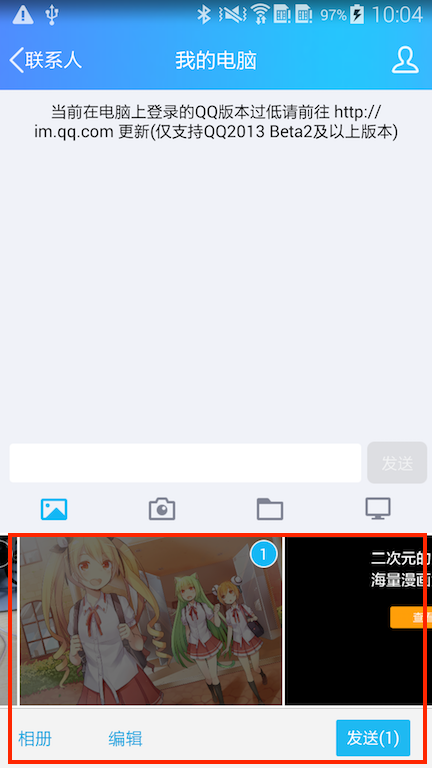 97% 10:04
联系人 我的电脑
当前在电脑上登录的QQ版本过低请前往 http://
im.qq.com 更新(仅支持QQ2013 Beta2及以上版本)
发送
1
二次元的
海量漫画
相册 编辑 发送(1)